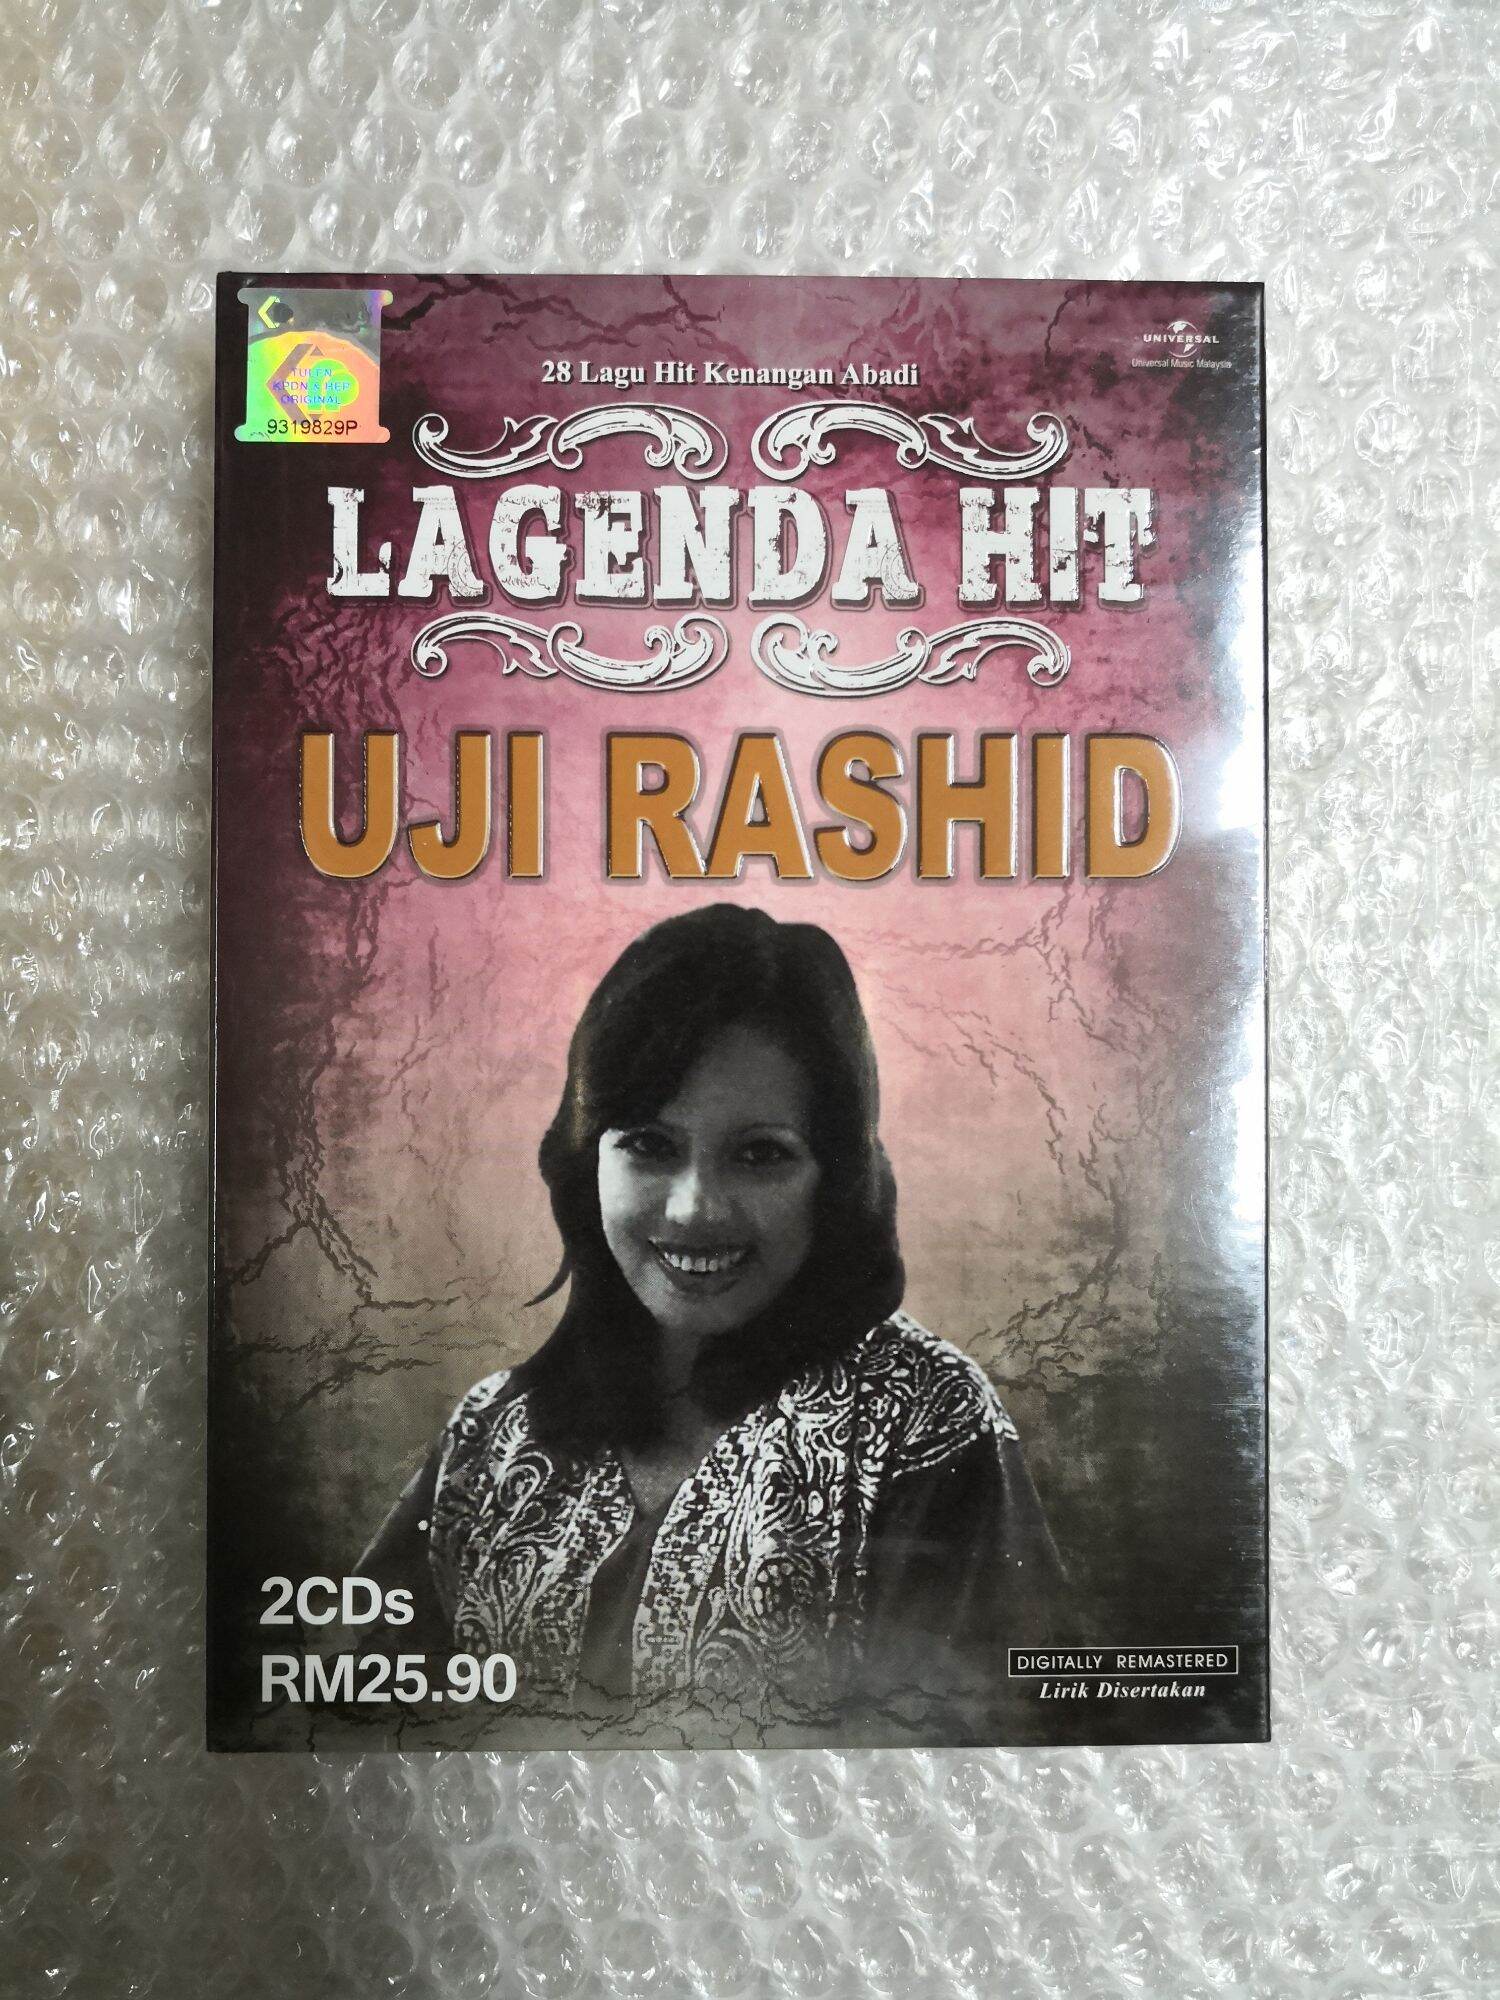 TULEN
KPDN & HEP
ORIGINAL
9319829P
UNIVERSAL
Universal Music Malaysia
28 Lagu Hit Kenangan Abadi
LAGENDA HIT
UJI RASHID
2CDs
RM25.90
DIGITALLY REMASTERED
Lirik Disertakan